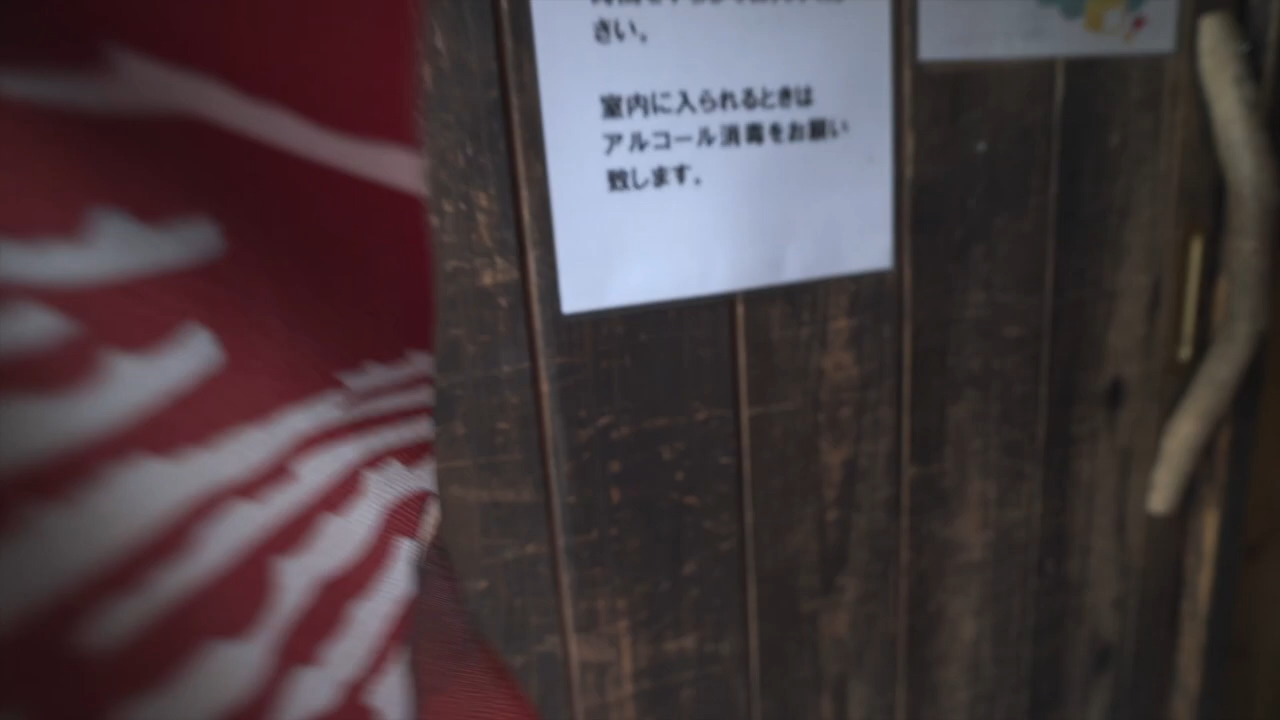 さい。
室内に入られるときは
アルコール消毒をお願い
致します。